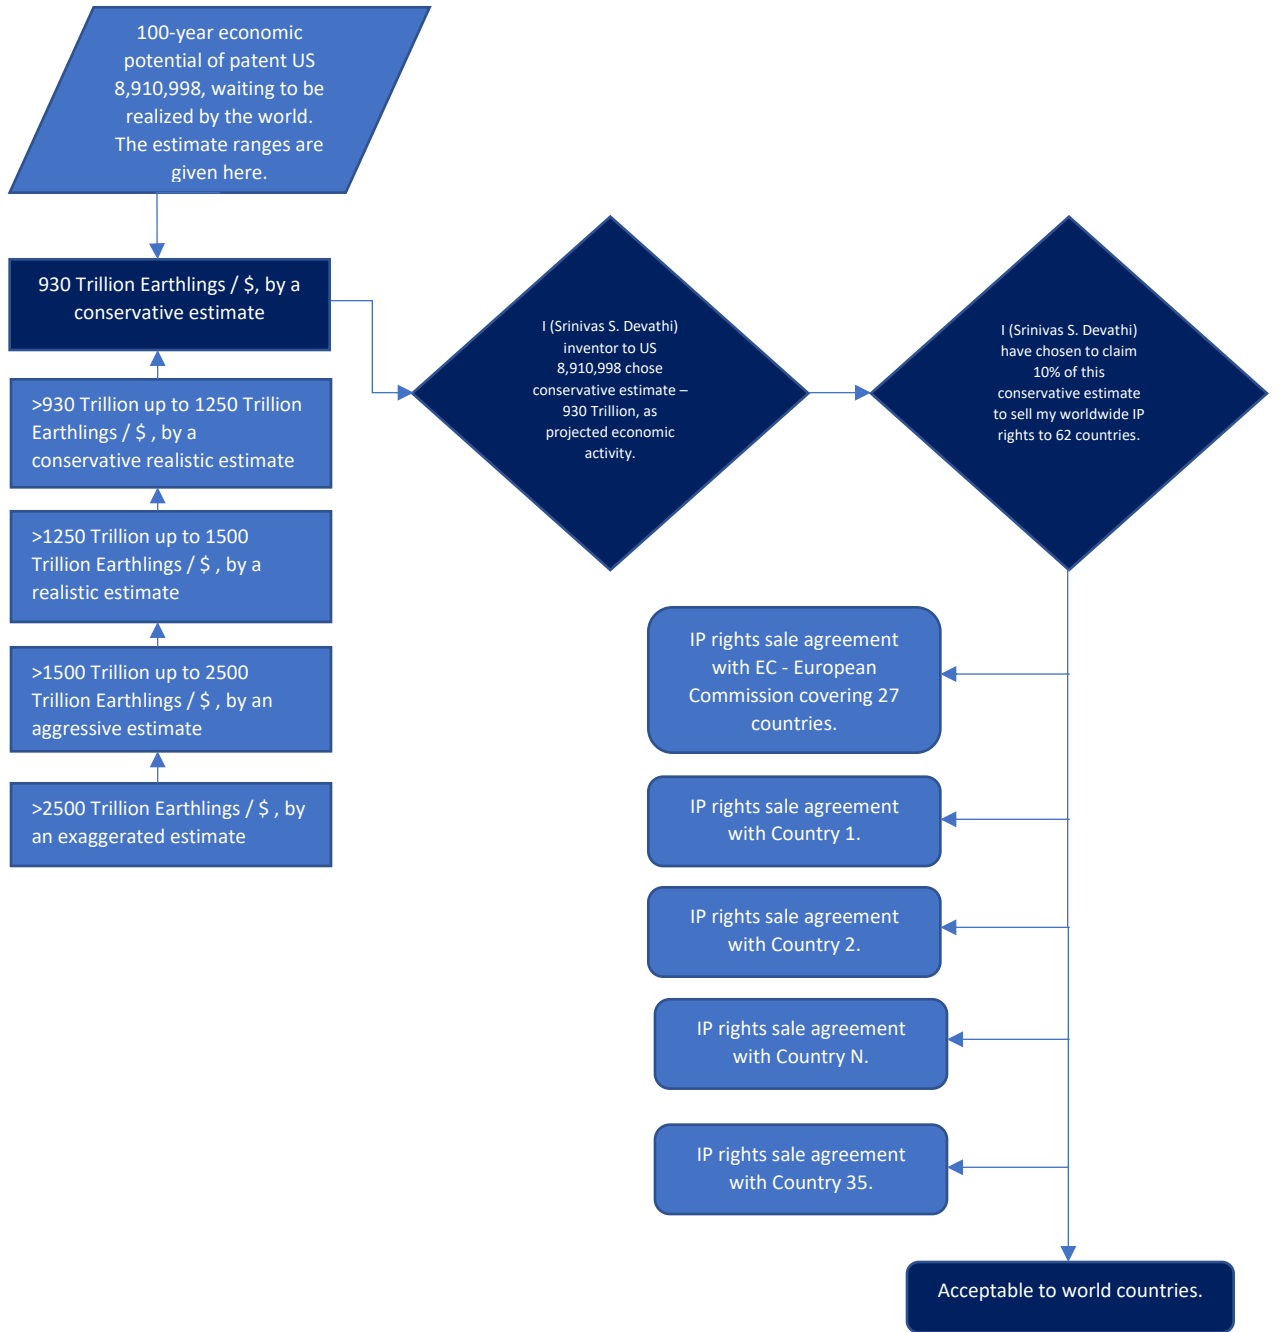 100-year economic
potential of patent US
8,910,998, waiting to be
realized by the world.
The estimate ranges are
given here.
930 Trillion Earthlings / $, by a
conservative estimate
>930 Trillion up to 1250 Trillion
Earthlings / $ , by a
conservative realistic estimate
>1250 Trillion up to 1500
Trillion Earthlings / $ , by a
realistic estimate
>1500 Trillion up to 2500
Trillion Earthlings / $ , by an
aggressive estimate
>2500 Trillion Earthlings / $ , by
an exaggerated estimate
I (Srinivas S. Devathi)
inventor to US
8,910,998 chose
conservative estimate –
930 Trillion, as
projected economic
activity.
I (Srinivas S. Devathi)
have chosen to claim
10% of this
conservative estimate
to sell my worldwide IP
rights to 62 countries.
IP rights sale agreement
with EC - European
Commission covering 27
countries.
IP rights sale agreement
with Country 1.
IP rights sale agreement
with Country 2.
IP rights sale agreement
with Country N.
IP rights sale agreement
with Country 35.
Acceptable to world countries.